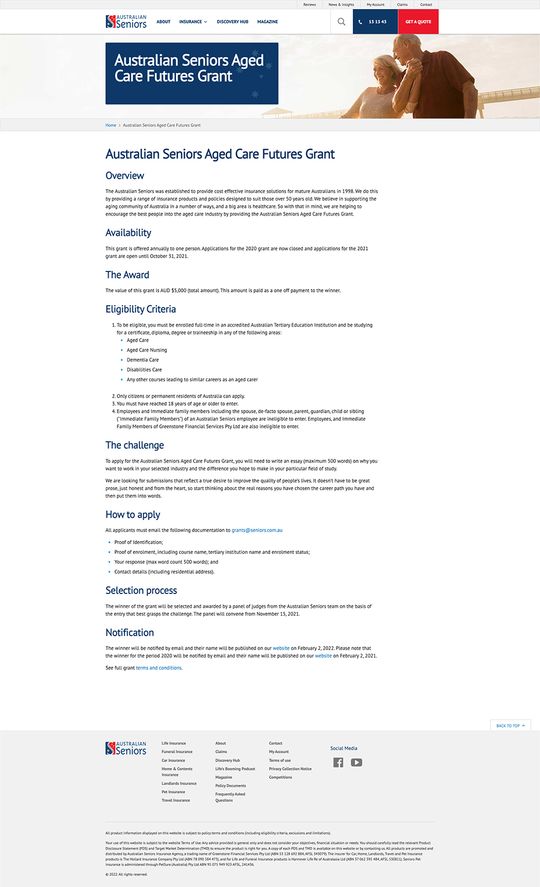 Reviews News & Insights My Account Claims Contact
AUSTRALIAN
Seniors
ABOUT INSURANCE DISCOVERY HUB MAGAZINE
13 13 43
GET A QUOTE
Australian Seniors Aged
Care Futures Grant
Home > Australian Seniors Aged Care Futures Grant
Australian Seniors Aged Care Futures Grant
Overview
The Australian Seniors was established to provide cost effective insurance solutions for mature Australians in 1998. We do this
by providing a range of insurance products and policies designed to suit those over 50 years old. We believe in supporting the
aging community of Australia in a number of ways, and a big area is healthcare. So with that in mind, we are helping to
encourage the best people into the aged care industry by providing the Australian Seniors Aged Care Futures Grant.
Availability
This grant is offered annually to one person. Applications for the 2020 grant are now closed and applications for the 2021
grant are open until October 31, 2021.
The Award
The value of this grant is AUD $5,000 (total amount). This amount is paid as a one off payment to the winner.
Eligibility Criteria
1. To be eligible, you must be enrolled full-time in an accredited Australian Tertiary Education Institution and be studying
for a certificate, diploma, degree or traineeship in any of the following areas:
• Aged Care
• Aged Care Nursing
• Dementia Care
• Disabilities Care
• Any other courses leading to similar careers as an aged carer
2. Only citizens or permanent residents of Australia can apply.
3. You must have reached 18 years of age or older to enter.
4. Employees and Immediate family members including the spouse, de-facto spouse, parent, guardian, child or sibling
("Immediate Family Members") of an Australian Seniors employee are ineligible to enter. Employees, and Immediate
Family Members of Greenstone Financial Services Pty Ltd are also ineligible to enter.
The challenge
To apply for the Australian Seniors Aged Care Futures Grant, you will need to write an essay (maximum 500 words) on why you
want to work in your selected industry and the difference you hope to make in your particular field of study.
We are looking for submissions that reflect a true desire to improve the quality of people's lives. It doesn't have to be great
prose, just honest and from the heart, so start thinking about the real reasons you have chosen the career path you have and
then put them into words.
How to apply
All applicants must email the following documentation to grants@seniors.com.au
• Proof of Identification;
• Proof of enrolment, including course name, tertiary institution name and enrolment status;
• Your response (max word count 500 words); and
• Contact details (including residential address).
Selection process
The winner of the grant will be selected and awarded by a panel of judges from the Australian Seniors team on the basis of
the entry that best grasps the challenge. The panel will convene from November 15, 2021.
Notification
The winner will be notified by email and their name will be published on our website on February 2, 2022. Please note that
the winner for the period 2020 will be notified by email and their name will be published on our website on February 2, 2021.
See full grant terms and conditions.
BACK TO TOP
AUSTRALIAN
Seniors
Life Insurance
Funeral Insurance
Car Insurance
Home & Contents
Insurance
Landlords Insurance
Pet Insurance
Travel Insurance
About
Claims
Discovery Hub
Life's Booming Podcast
Magazine
Policy Documents
Frequently Asked
Questions
Contact
My Account
Terms of use
Privacy Collection Notice
Competitions
Social Media
All product information displayed on this website is subject to policy terms and conditions (including eligibility criteria, exclusions and limitations).
© 2022 All rights reserved.